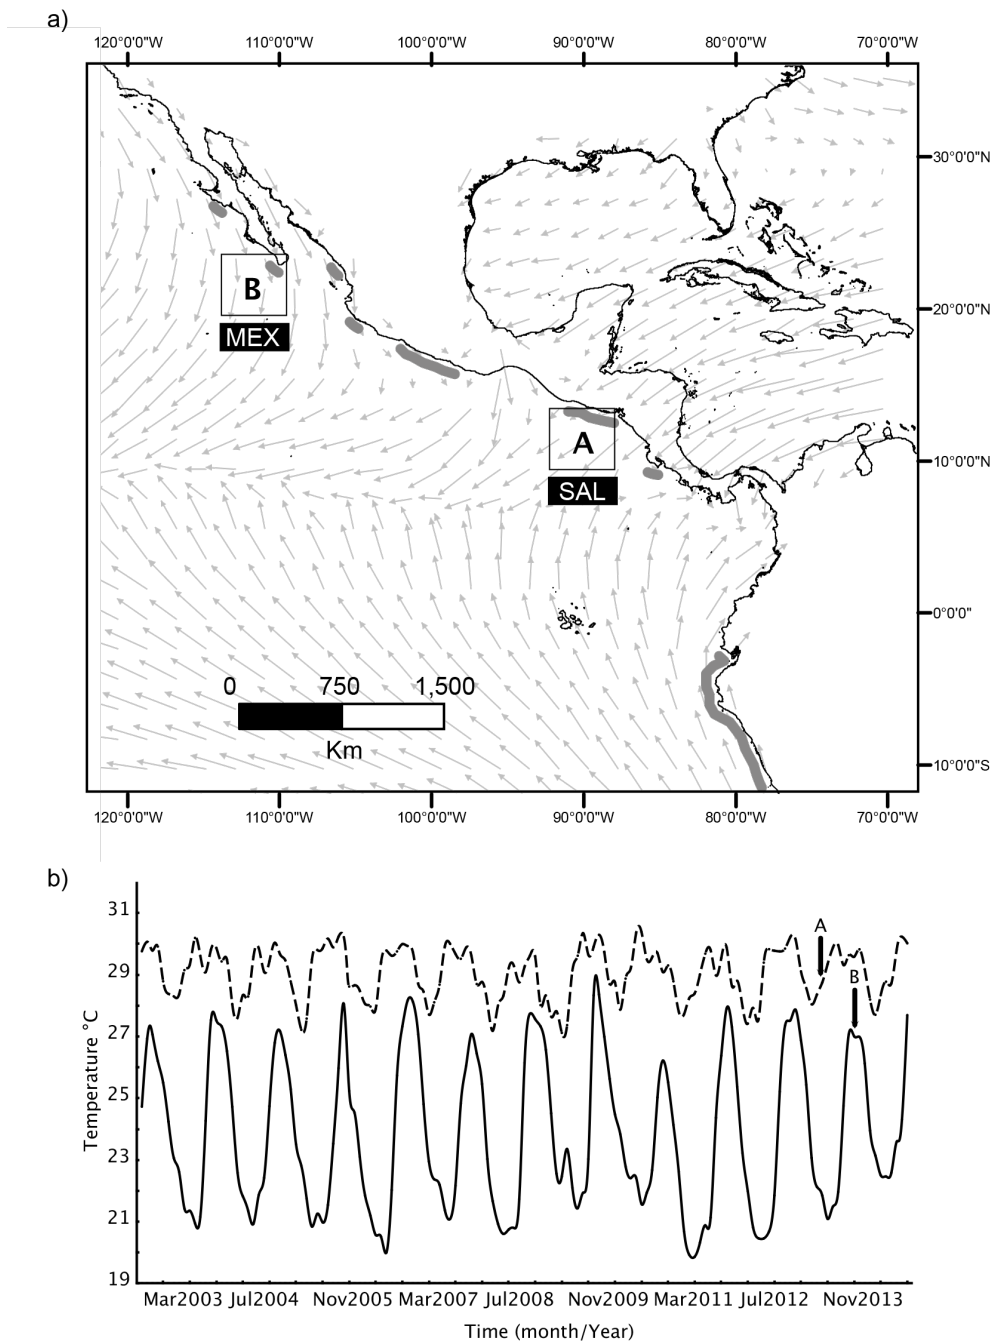 a)
120°0'0"W 110°0'0"W 100°0'0"W 90°0'0"W 80°0'0"W 70°0'0"W
30°0'0"N
B
20°0'0"N
MEX
A
10°0'0"N
SAL
0°0'0"
0 750 1,500
Km
10°0'0"S
120°0'0"W 110°0'0"W 100°0'0"W 90°0'0"W 80°0'0"W 70°0'0"W
b)
31
A
29
B
27
25
23
21
19
Temperature °C
Mar2003 Jul2004 Nov2005 Mar2007 Jul2008 Nov2009 Mar2011 Jul2012 Nov2013
Time (month/Year)